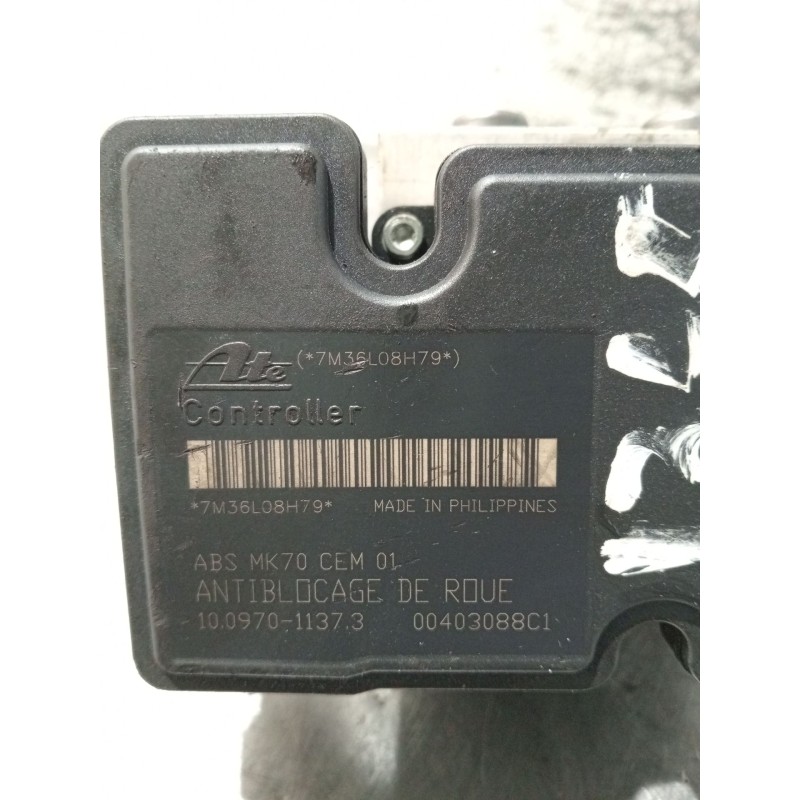 Ate (*7M36L08H79*)
Controller
*7M36L08H79* MADE IN PHILIPPINES
ABS MK70 CEM 01
ANTIBLOCAGE DE ROUE
10.0970-1137.3 00403088C1